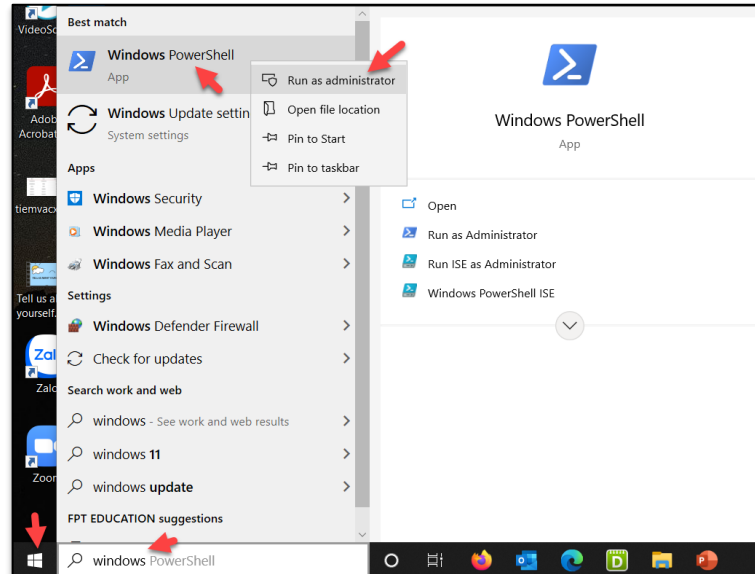 VideoSc
Adob
Acrobat
tiemvacx
Tell us a
yourself.
Zal
Zalo
Zoor
Best match
Windows PowerShell
App
Windows Update settin
System settings
Run as administrator
Open file location
Pin to Start
Pin to taskbar
Apps
Windows Security
Windows Media Player
Windows Fax and Scan
Settings
Windows Defender Firewall
Check for updates
Search work and web
windows - See work and web results
windows 11
windows update
FPT EDUCATION suggestions
windows PowerShell
Windows PowerShell
App
Open
Run as Administrator
Run ISE as Administrator
Windows PowerShell ISE